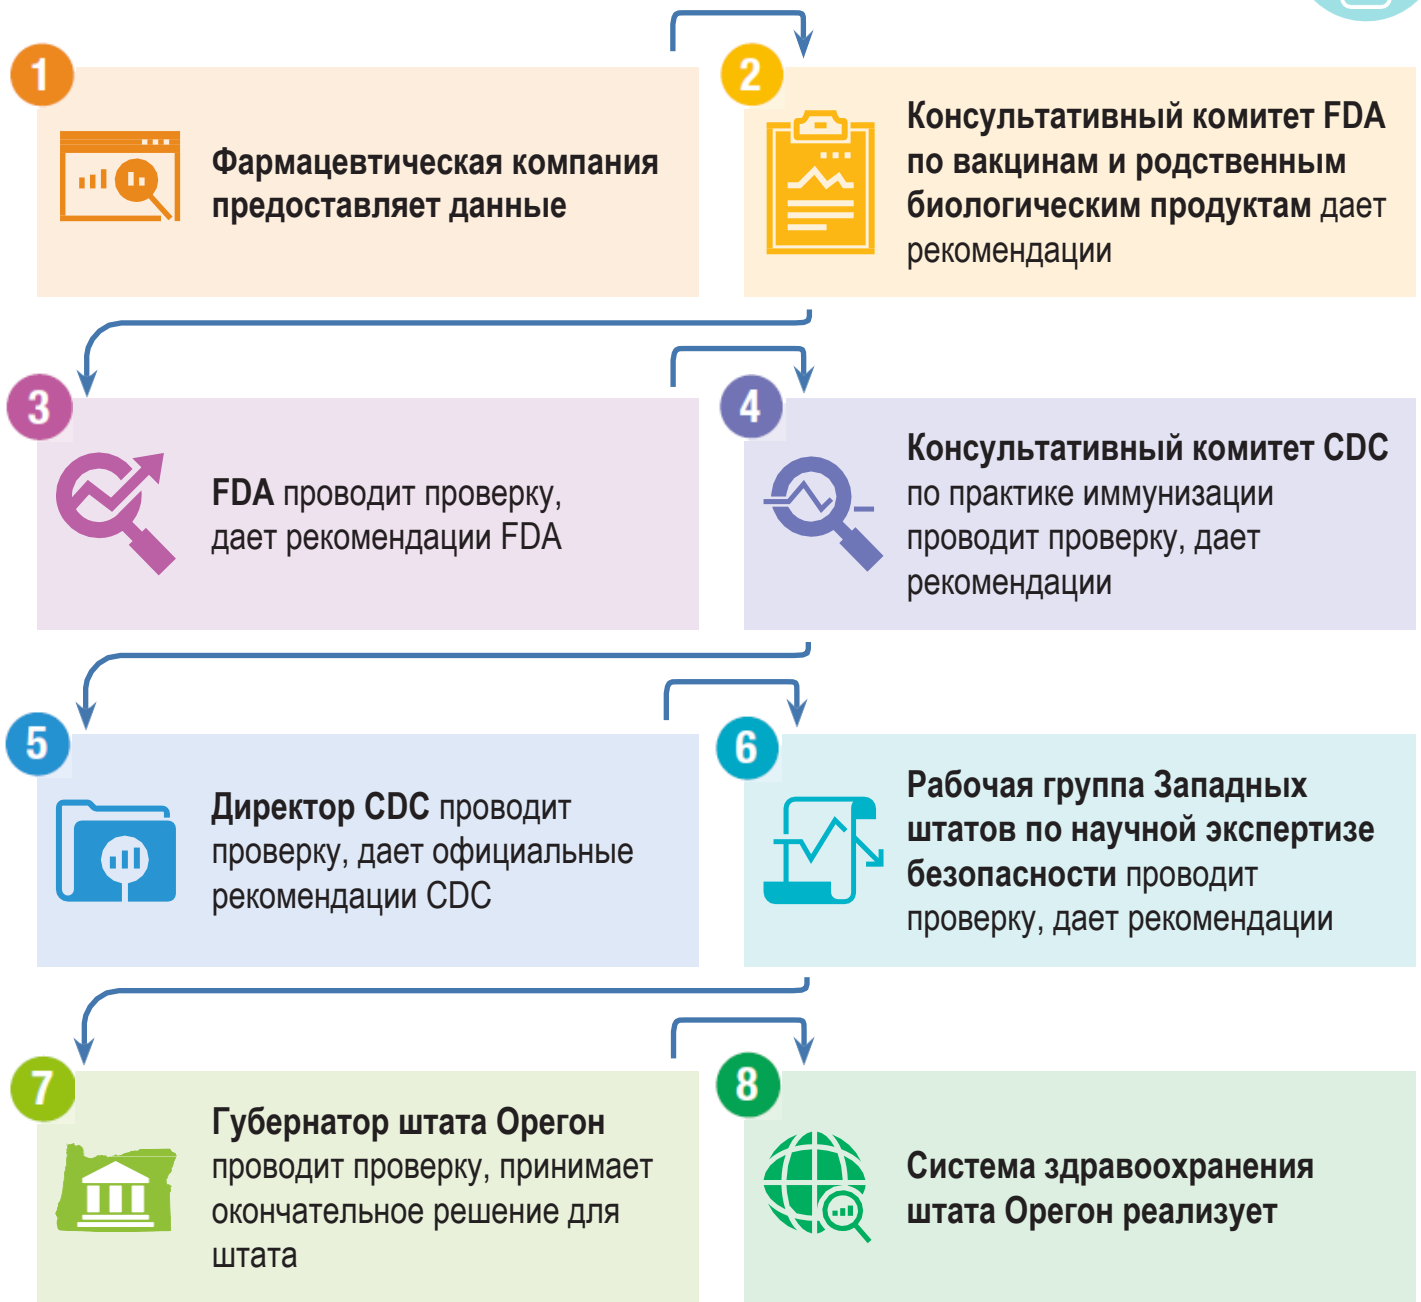 1
Фармацевтическая компания
предоставляет данные
2
Консультативный комитет FDA
по вакцинам и родственным
биологическим продуктам дает
рекомендации
3
FDA проводит проверку,
дает рекомендации FDA
4
Консультативный комитет CDC
по практике иммунизации
проводит проверку, дает
рекомендации
5
Директор CDC проводит
проверку, дает официальные
рекомендации CDC
6
Рабочая группа Западных
штатов по научной экспертизе
безопасности проводит
проверку, дает рекомендации
7
Губернатор штата Орегон
проводит проверку, принимает
окончательное решение для
штата
8
Система здравоохранения
штата Орегон реализует